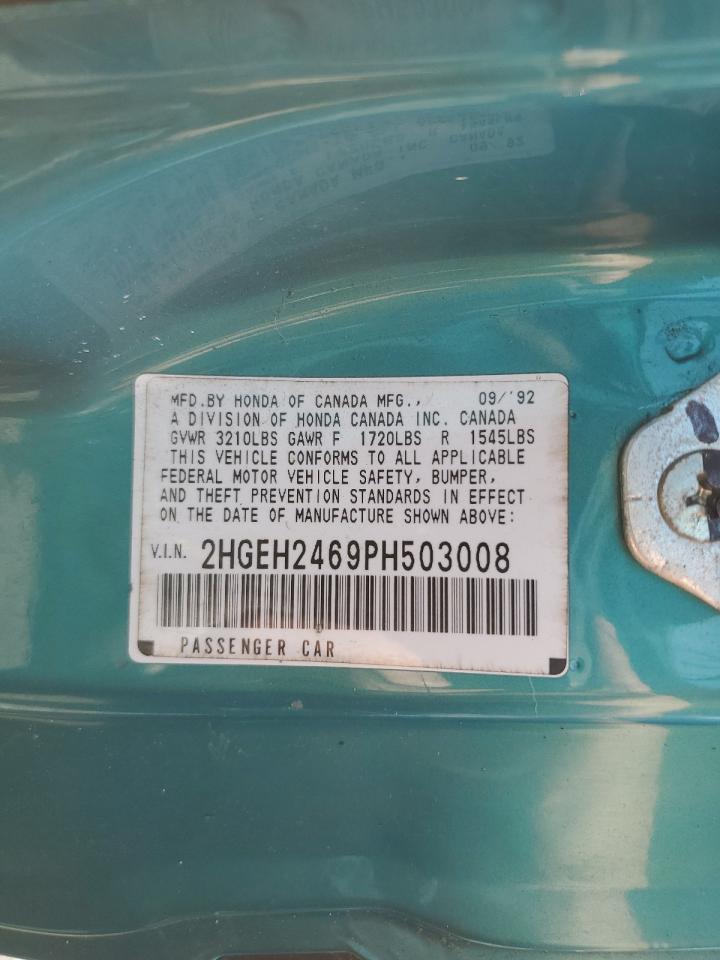 MFD.BY HONDA OF CANADA MFG., 09/'92
A DIVISION OF HONDA CANADA INC. CANADA
GVWR 3210LBS GAWR F 1720LBS R 1545LBS
THIS VEHICLE CONFORMS TO ALL APPLICABLE
FEDERAL MOTOR VEHICLE SAFETY, BUMPER,
AND THEFT PREVENTION STANDARDS IN EFFECT
ON THE DATE OF MANUFACTURE SHOWN ABOVE:
V.I.N. 2HGEH2469PH503008
PASSENGER CAR